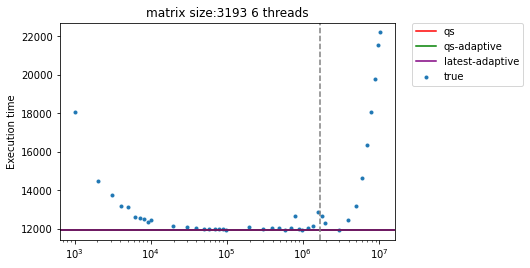 matrix size:3193 6 threads
Execution time
22000
20000
18000
16000
14000
12000
10³
10⁴
10⁵
10⁶
10⁷
qs
qs-adaptive
latest-adaptive
true